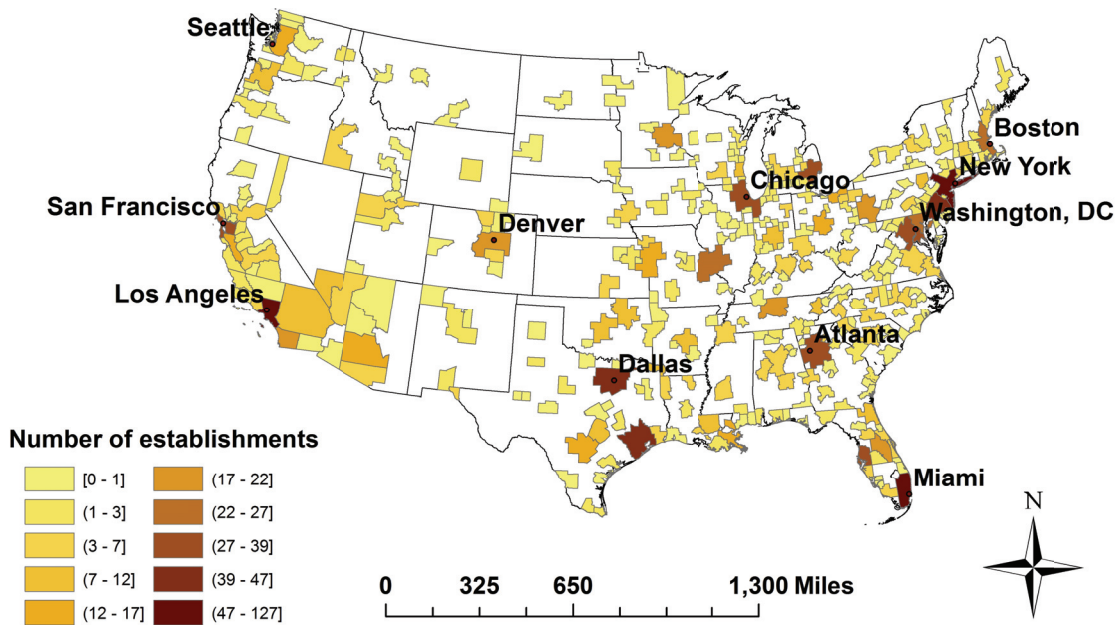 Seattle
Boston
New York
Chicago
San Francisco
Washington, DC
Denver
Los Angeles
Atlanta
Dallas
Number of establishments
[0 - 1]
(17 - 22]
(1 - 3]
(22 - 27]
Miami
N
(3 - 7]
(27 - 39]
(7 - 12]
(39 - 47]
0 325 650 1,300 Miles
(12 - 17]
(47 - 127]